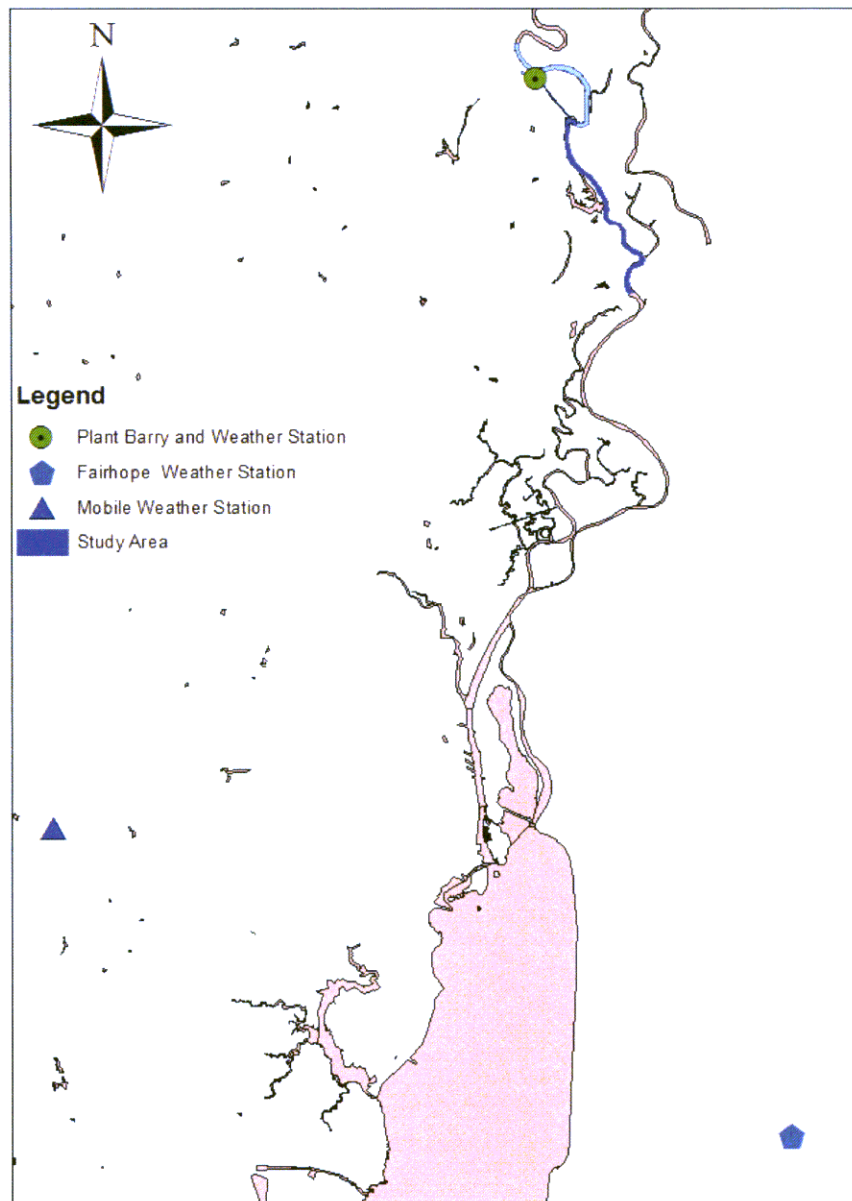 N
Legend
Plant Barry and Weather Station
Fairhope Weather Station
Mobile Weather Station
Study Area